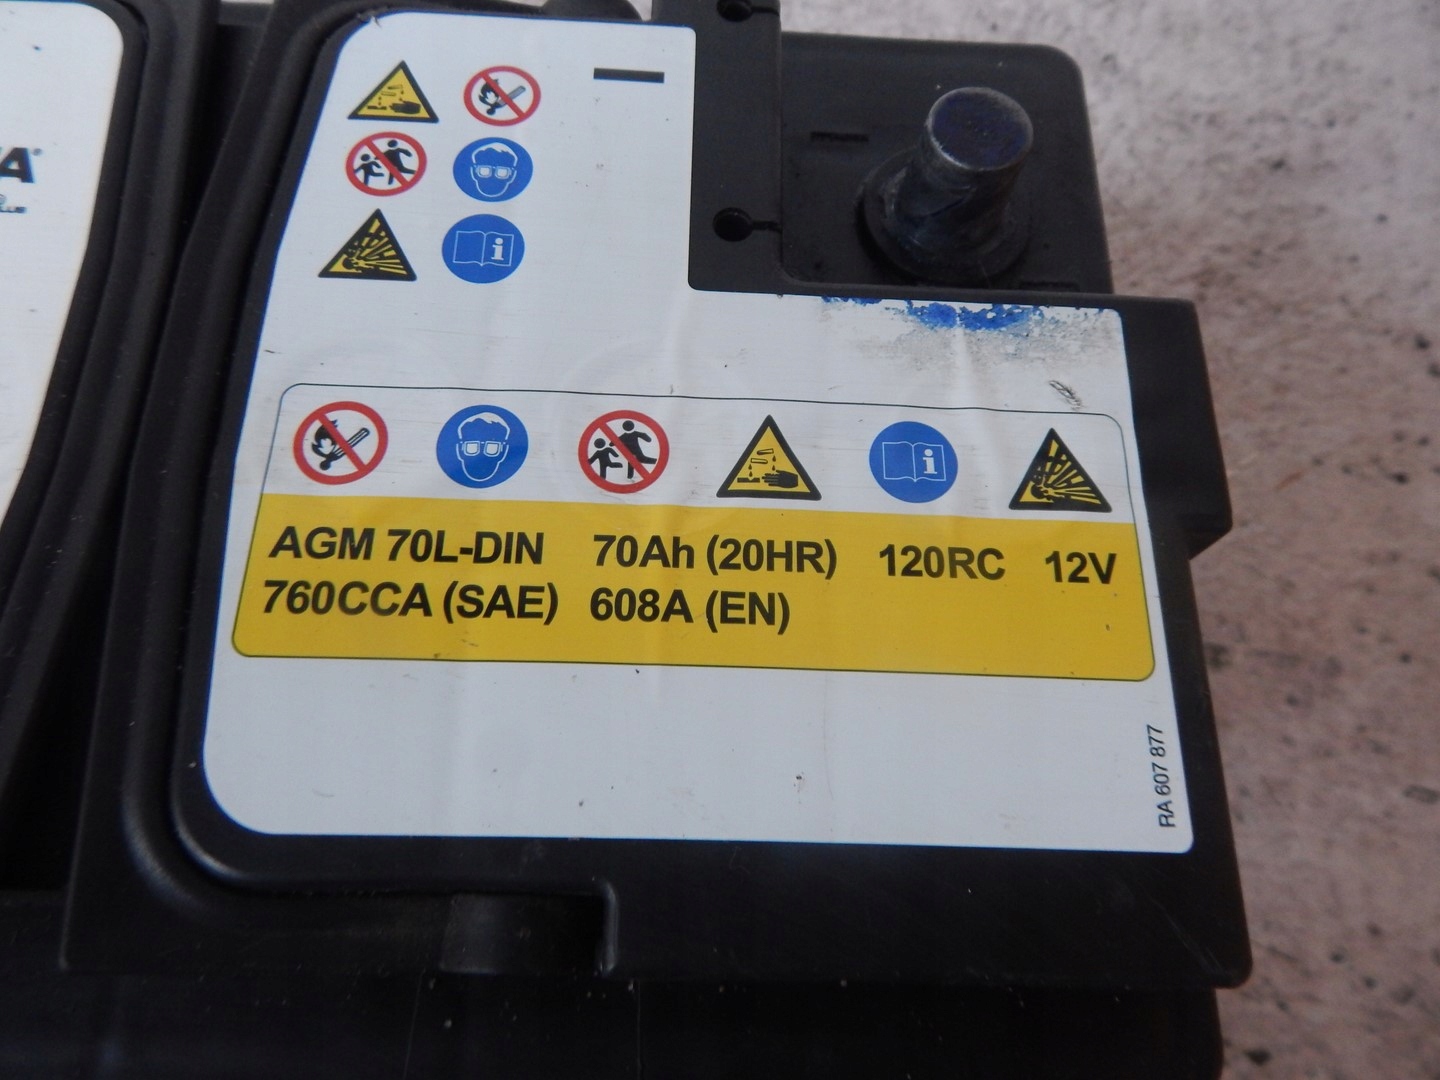 AGM 70L-DIN 70Ah (20HR) 120RC 12V
760CCA (SAE) 608A (EN)
RA 607 877